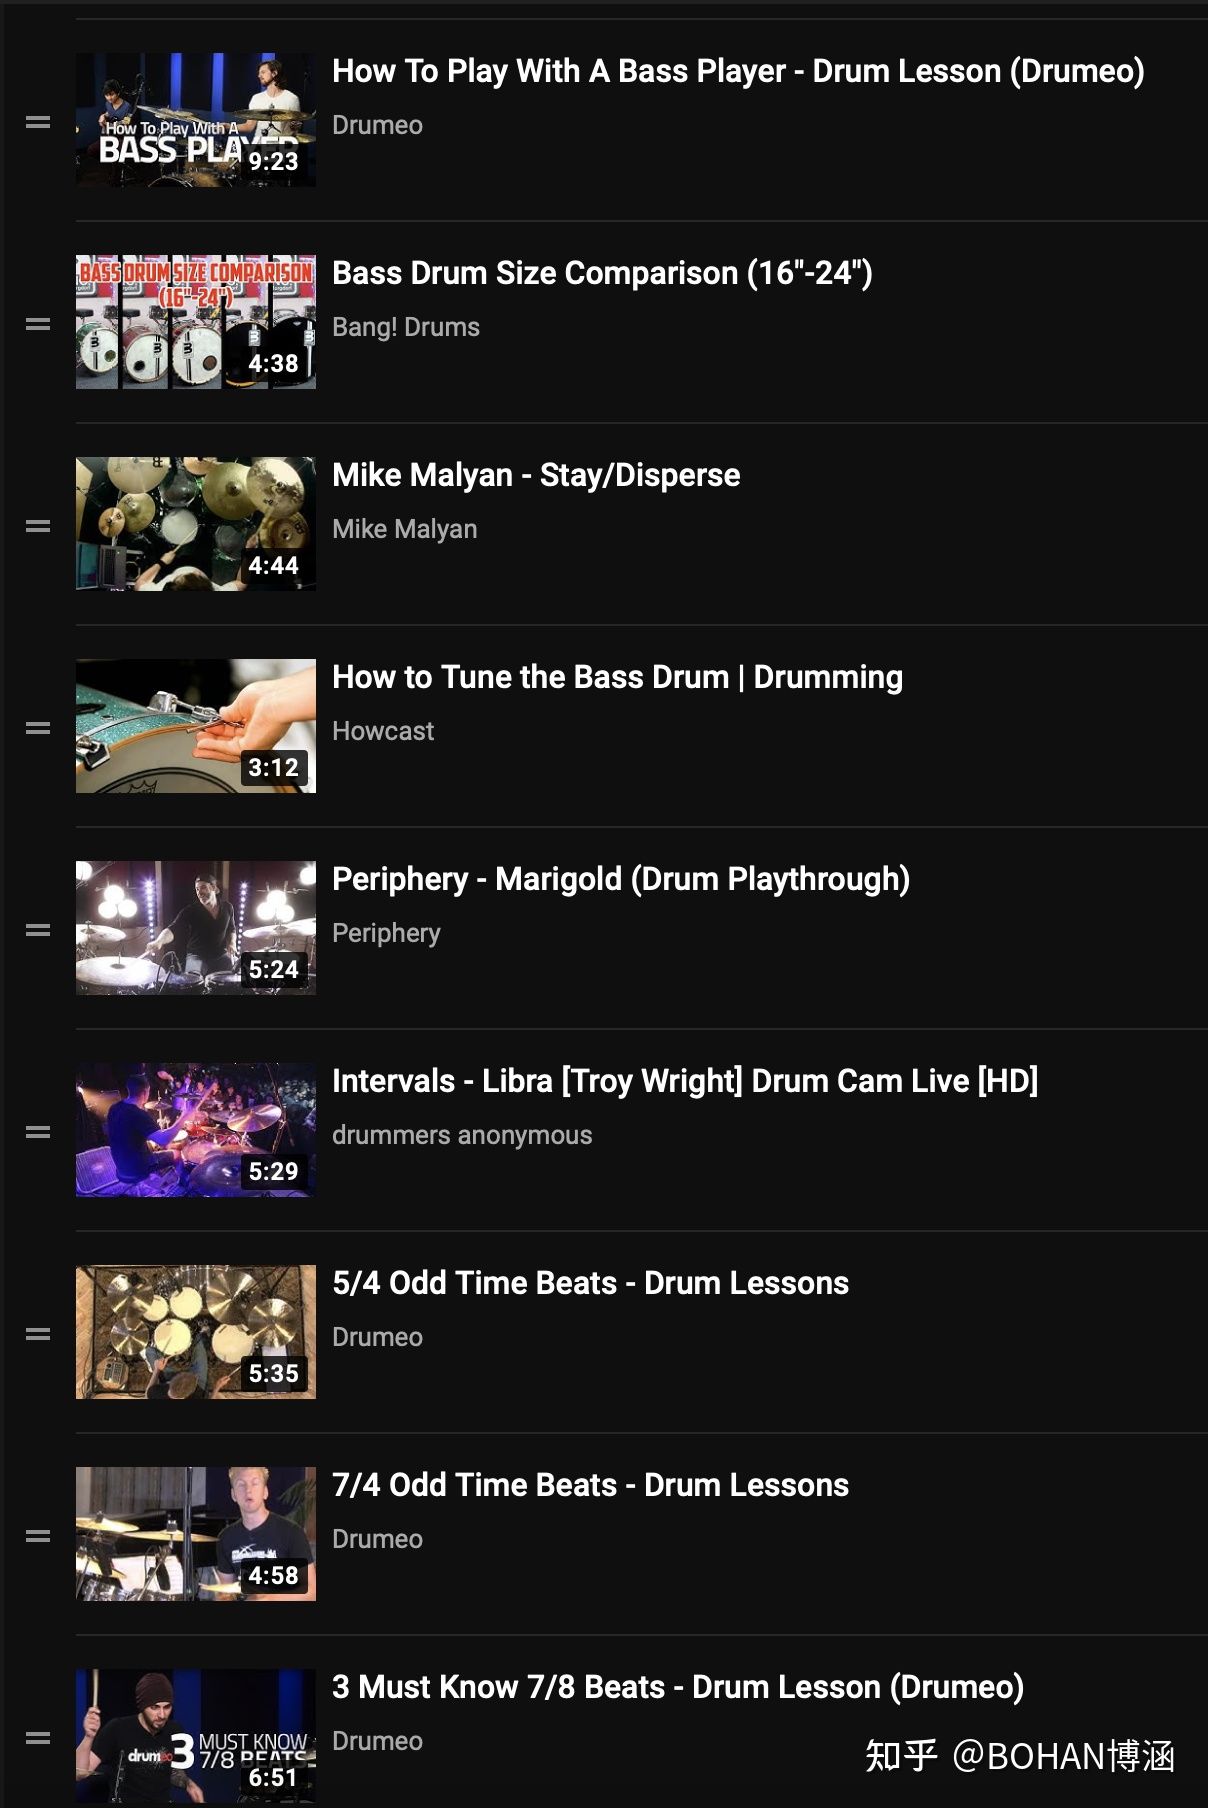 How To Play With A Bass Player - Drum Lesson (Drumeo)
Drumeo
How To Play With A
BASS PLAYER
9:23
Bass Drum Size Comparison (16"-24")
Bang! Drums
BASS DRUM SIZE COMPARISON
(16"-24")
4:38
Mike Malyan - Stay/Disperse
Mike Malyan
4:44
How to Tune the Bass Drum | Drumming
Howcast
3:12
Periphery - Marigold (Drum Playthrough)
Periphery
5:24
Intervals - Libra [Troy Wright] Drum Cam Live [HD]
drummers anonymous
5:29
5/4 Odd Time Beats - Drum Lessons
Drumeo
5:35
7/4 Odd Time Beats - Drum Lessons
Drumeo
4:58
3 Must Know 7/8 Beats - Drum Lesson (Drumeo)
Drumeo
drumeo
3 MUST KNOW
7/8 BEATS
6:51
知乎 @BOHAN博涵